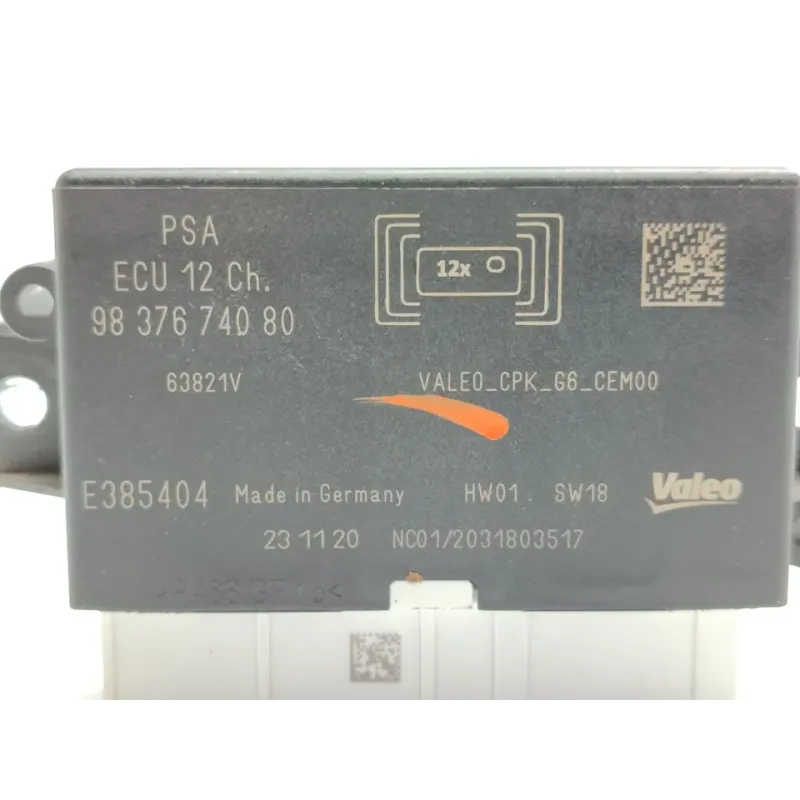 PSA
ECU 12 Ch.
98 376 740 80
12x
63821V
VALEO_CPK_G6_CEM00
E385404 Made in Germany HW01. SW18 Valeo
23 11 20 NC01/2031803517